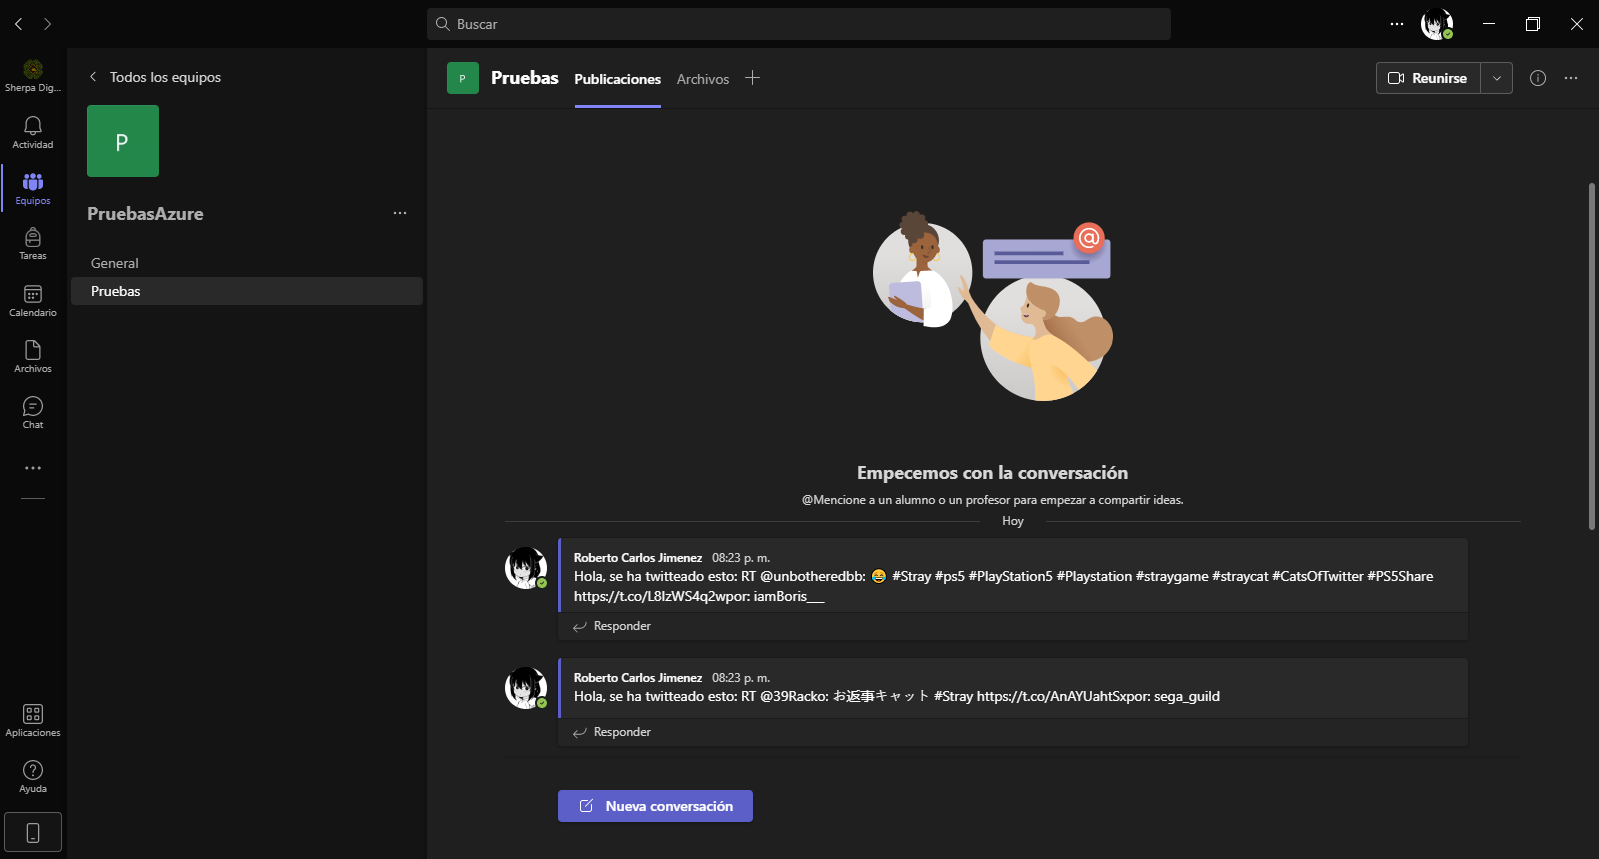 Buscar
Sherpa Dig...
Actividad
Equipos
Tareas
Calendario
Archivos
Chat
Aplicaciones
Ayuda
Todos los equipos
P
PruebasAzure
General
Pruebas
P
Pruebas
Publicaciones
Archivos
Reunirse
@
Empecemos con la conversación
@Mencione a un alumno o un profesor para empezar a compartir ideas.
Hoy
Roberto Carlos Jimenez 08:23 p. m.
Hola, se ha twitteado esto: RT @unbotheredbb: 😂 #Stray #ps5 #PlayStation5 #Playstation #straygame #straycat #CatsOfTwitter #PS5Share
https://t.co/L8IzWS4q2wpor: iamBoris___
Responder
Roberto Carlos Jimenez 08:23 p. m.
Hola, se ha twitteado esto: RT @39Racko: お返事キャット #Stray https://t.co/AnAYUahtSxpor: sega_guild
Responder
Nueva conversación